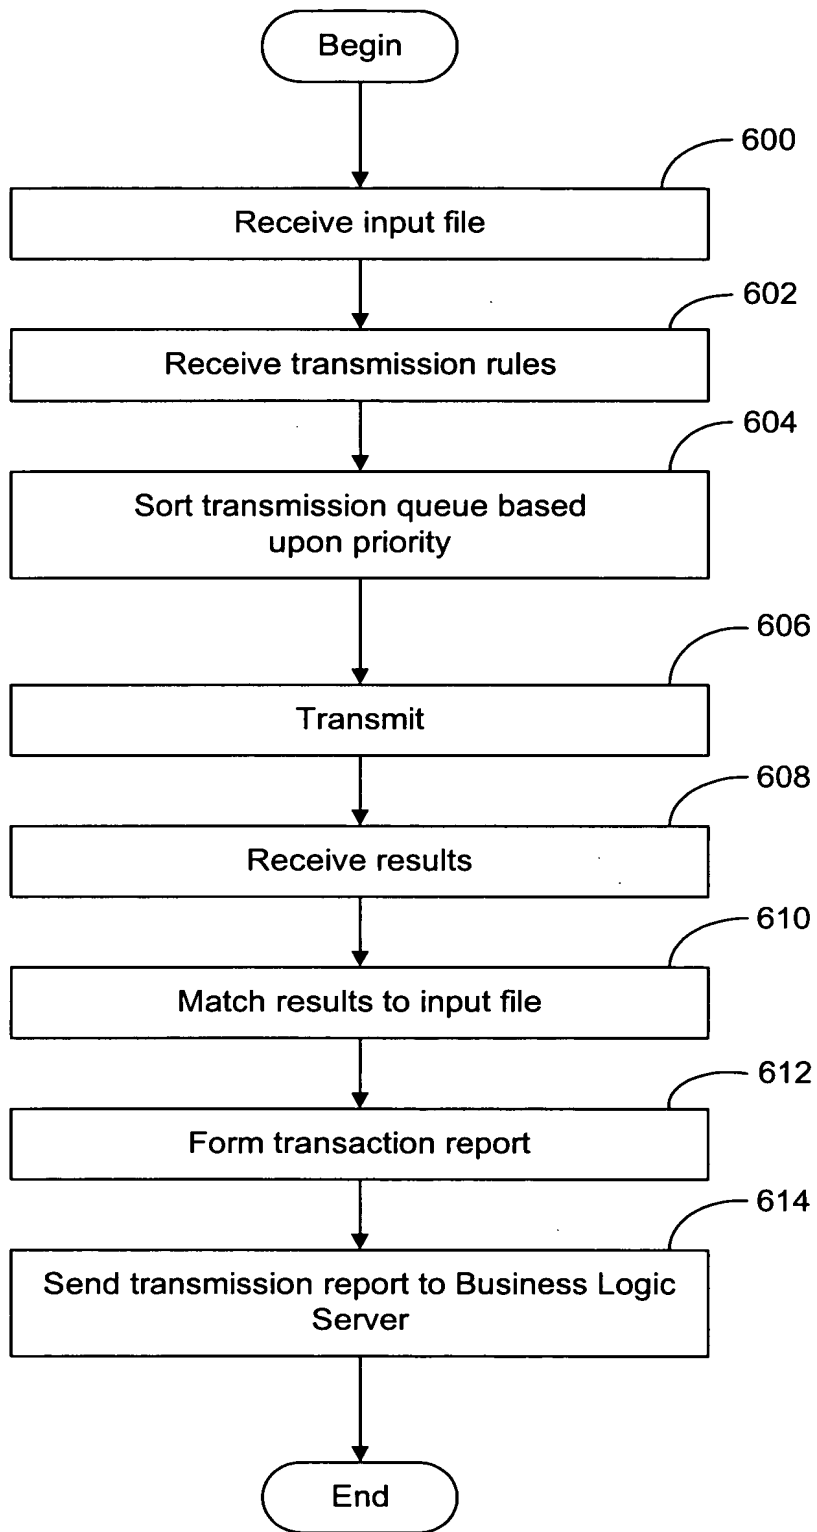 Begin
600
Receive input file
602
Receive transmission rules
604
Sort transmission queue based
upon priority
606
Transmit
608
Receive results
610
Match results to input file
612
Form transaction report
614
Send transmission report to Business Logic
Server
End